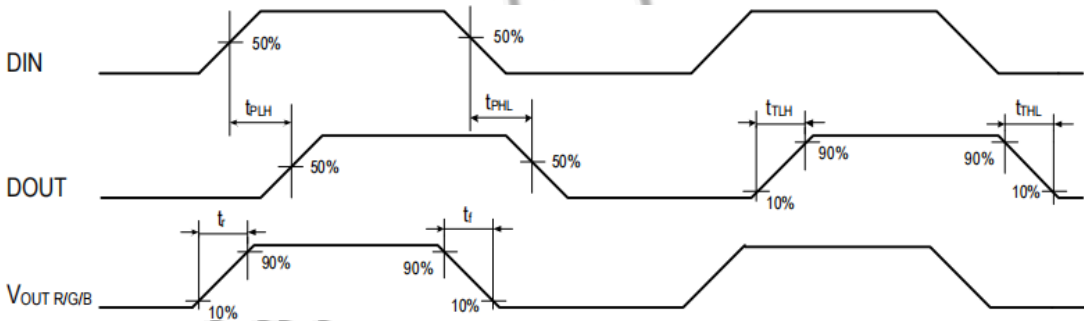 DIN
50%
50%
tPLH
tPHL
tTLH
tTHL
DOUT
50%
50%
90%
10%
90%
10%
tr
tf
VOUT R/G/B
10%
90%
90%
10%